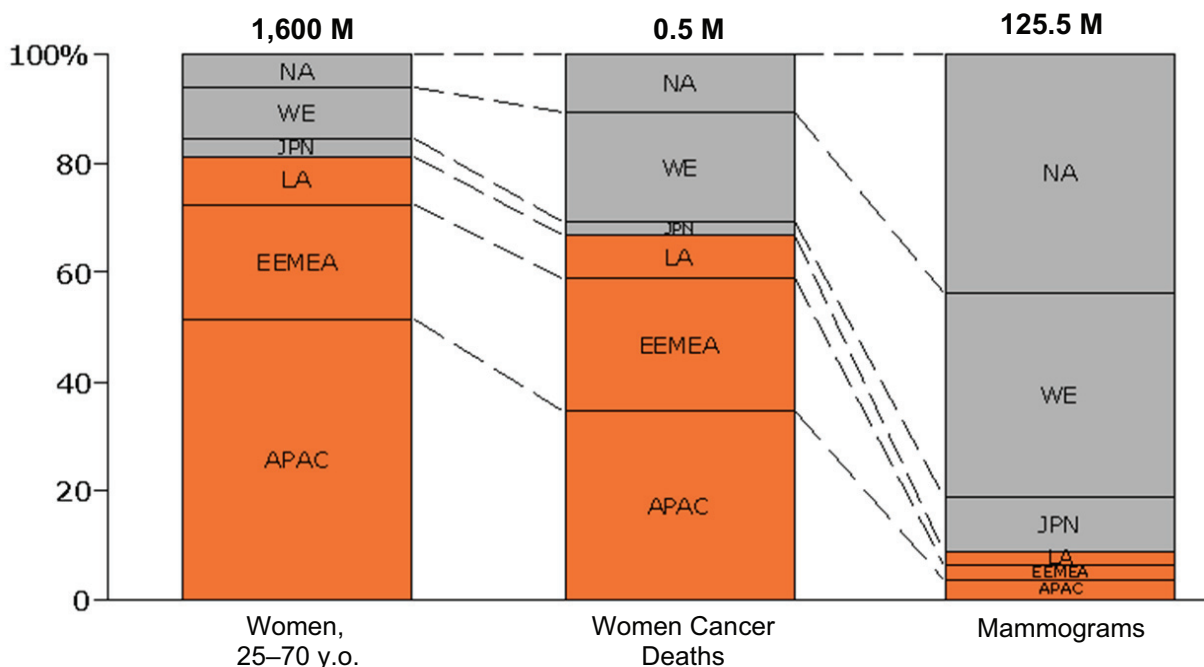 1,600 M
0.5 M
125.5 M
100%
80
60
40
20
0
NA
WE
JPN
LA
EEMEA
APAC
NA
WE
JPN
LA
EEMEA
APAC
NA
WE
JPN
LA
EEMEA
APAC
Women,
25–70 y.o.
Women Cancer
Deaths
Mammograms